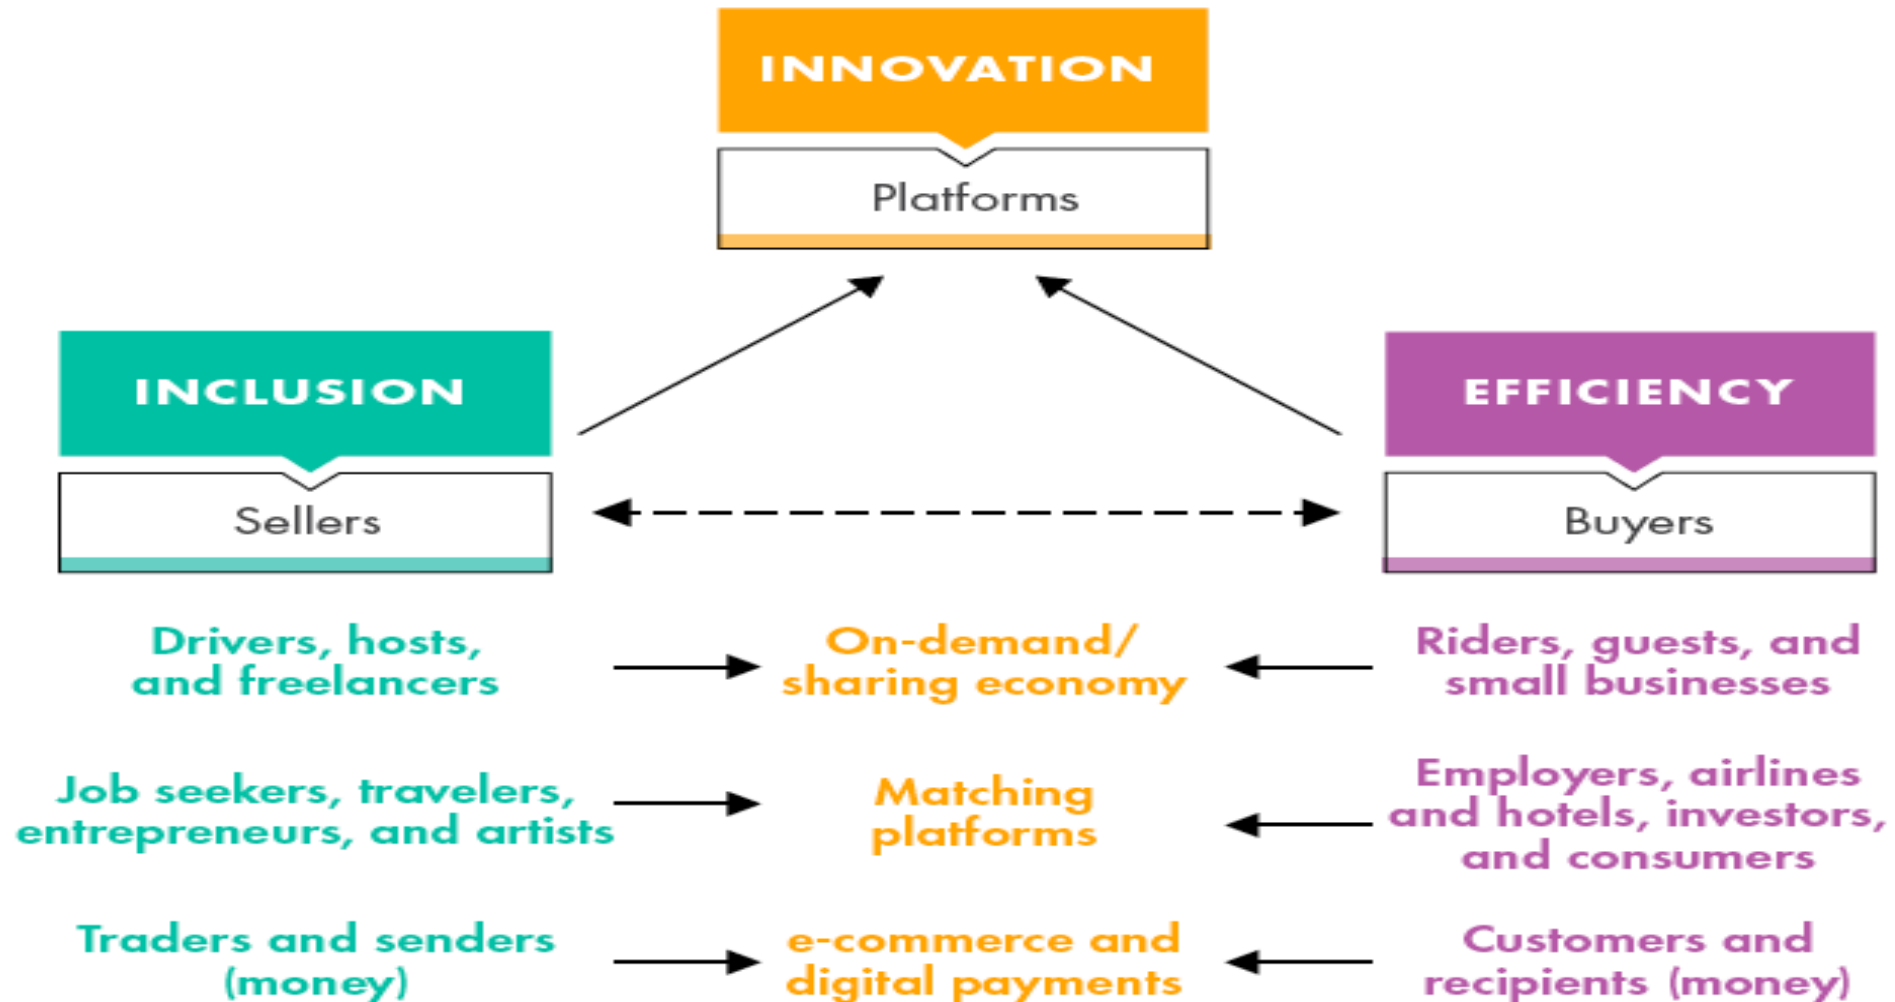 INNOVATION
Platforms
INCLUSION
EFFICIENCY
Sellers
Buyers
Drivers, hosts,
and freelancers
On-demand/
sharing economy
Riders, guests, and
small businesses
Job seekers, travelers,
entrepreneurs, and artists
Matching
platforms
Employers, airlines
and hotels, investors,
and consumers
Traders and senders
(money)
e-commerce and
digital payments
Customers and
recipients (money)